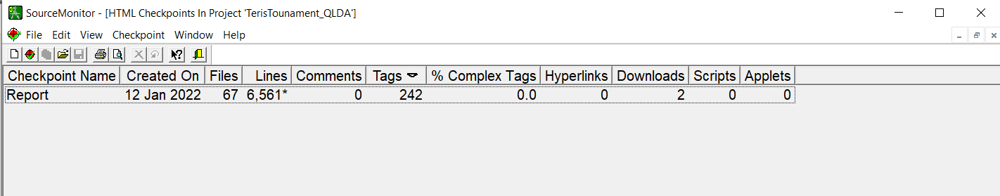 SourceMonitor - [HTML Checkpoints In Project 'TerisTounament_QLDA']
File Edit View Checkpoint Window Help
Checkpoint Name Created On Files Lines Comments Tags % Complex Tags Hyperlinks Downloads Scripts Applets
Report 12 Jan 2022 67 6,561* 0 242 0.0 0 2 0 0